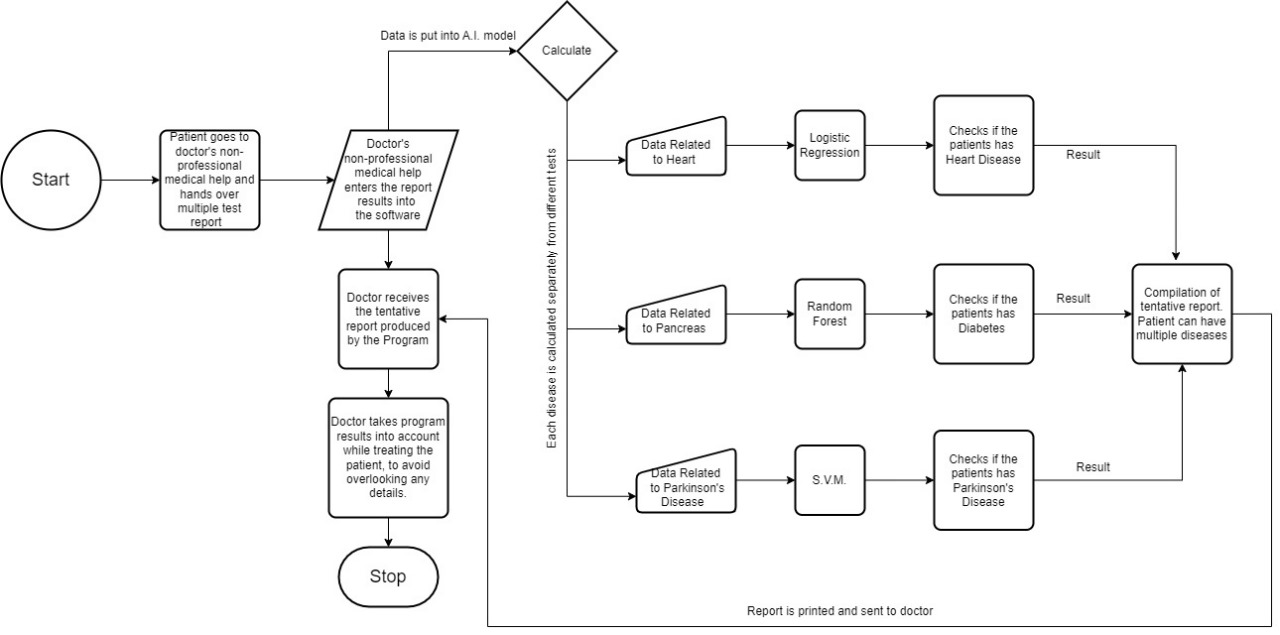 Start
Patient goes to
doctor's non-
professional
medical help and
hands over
multiple test
report
Doctor's
non-professional
medical help
enters the report
results into
the software
Data is put into A.I. model
Calculate
Each disease is calculated separately from different tests
Data Related
to Heart
Logistic
Regression
Checks if the
patients has
Heart Disease
Result
Data Related
to Pancreas
Random
Forest
Checks if the
patients has
Diabetes
Result
Data Related
to Parkinson's
Disease
S.V.M.
Checks if the
patients has
Parkinson's
Disease
Result
Compilation of
tentative report.
Patient can have
multiple diseases
Report is printed and sent to doctor
Doctor receives
the tentative
report produced
by the Program
Doctor takes program
results into account
while treating the
patient, to avoid
overlooking any
details.
Stop